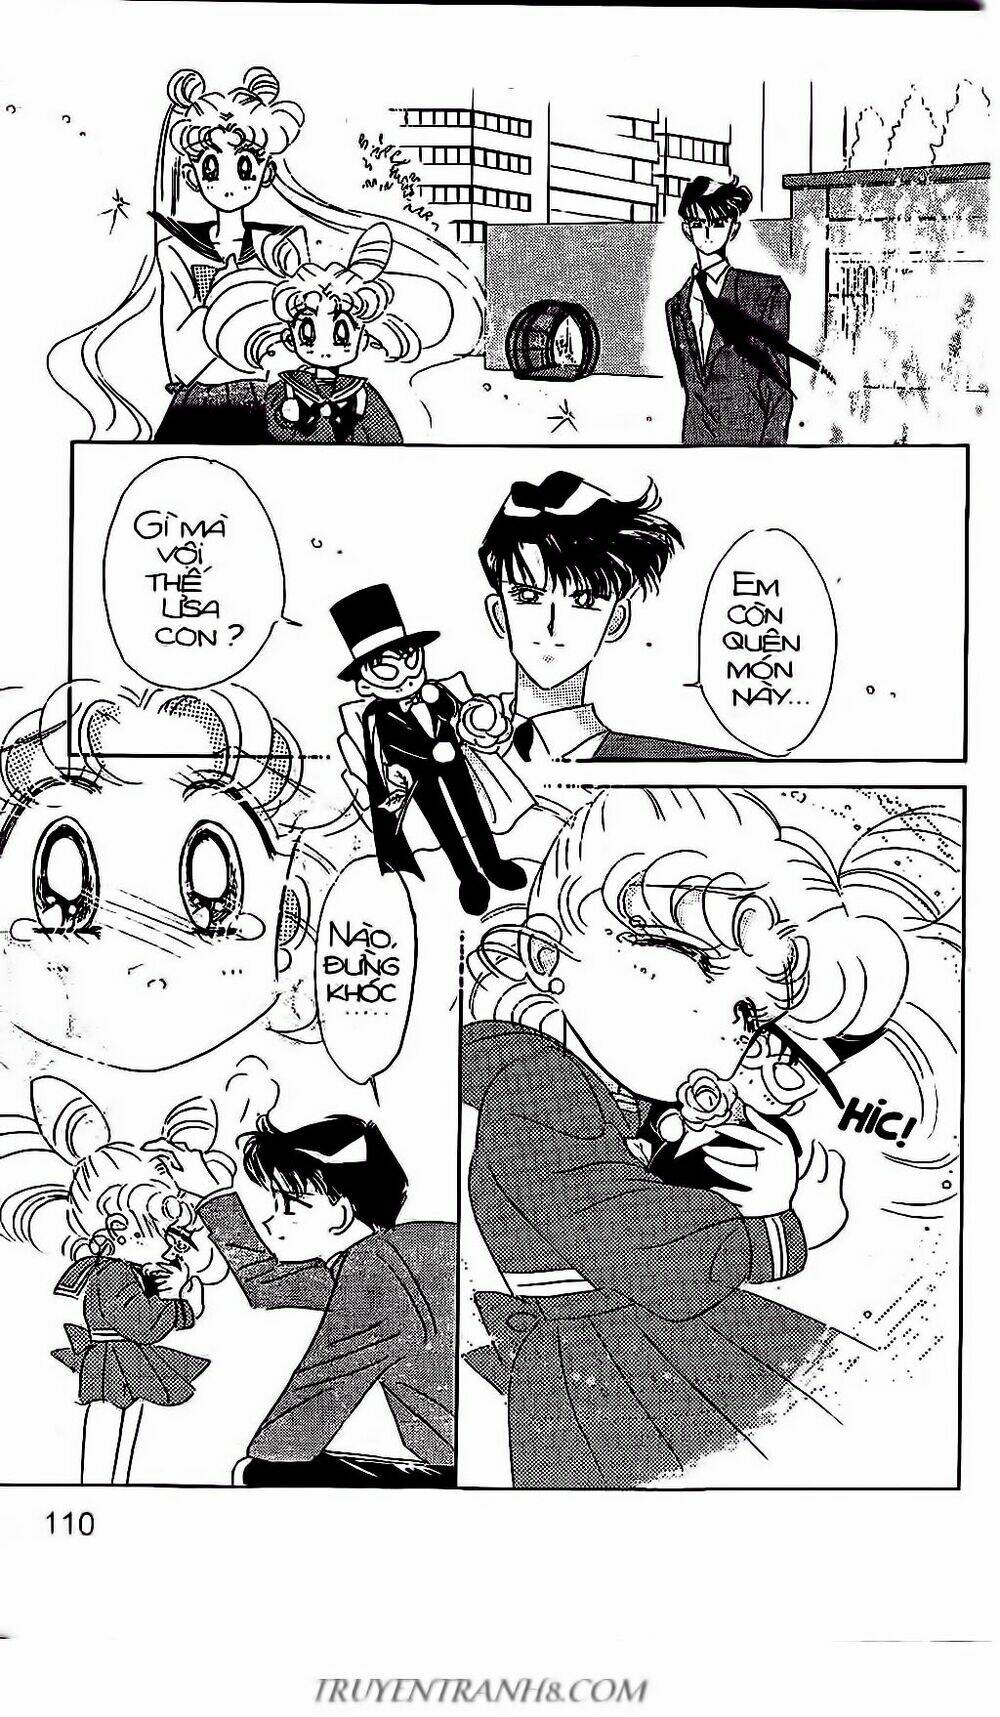 GÌ MÀ
VỘI
THẾ
LISA
CON ?
EM
CÒN
QUÊN
MÓN
NÀY...
NÀO,
ĐỪNG
KHÓC
......
HIC!
110
TRUYENTRANH8.COM